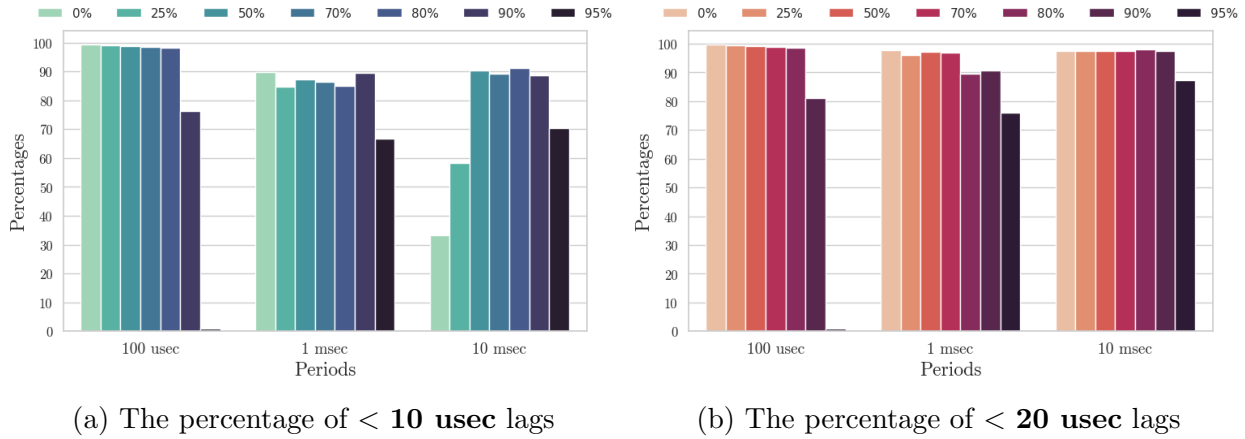 0% 25% 50% 70% 80% 90% 95%
100
90
80
70
60
50
40
30
20
10
0
Percentages
100 usec 1 msec 10 msec
Periods
(a) The percentage of < 10 usec lags
0% 25% 50% 70% 80% 90% 95%
100
90
80
70
60
50
40
30
20
10
0
Percentages
100 usec 1 msec 10 msec
Periods
(b) The percentage of < 20 usec lags